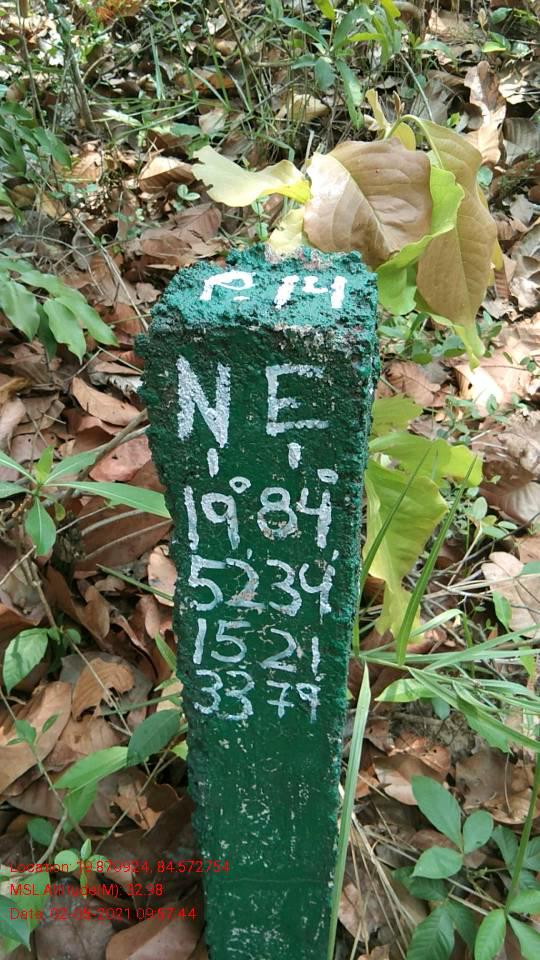 P. 14
N E
19° 84°
52' 34'
15 21
33 79
Location: 19.870924, 84.572754
MSL Altitude(M): 32.98
Date: 02-05-2021 09:57:44